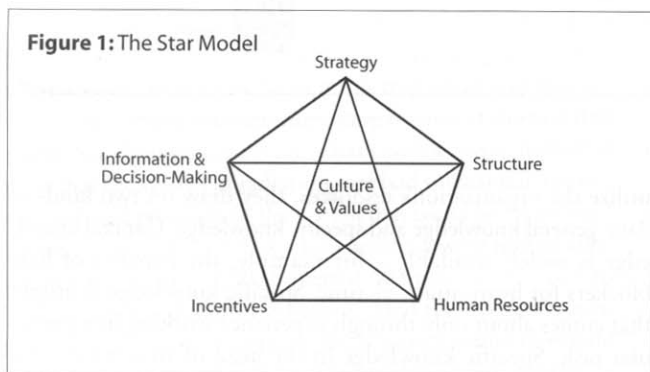 Figure 1: The Star Model
Strategy
Information &
Decision-Making
Structure
Culture
& Values
Incentives
Human Resources